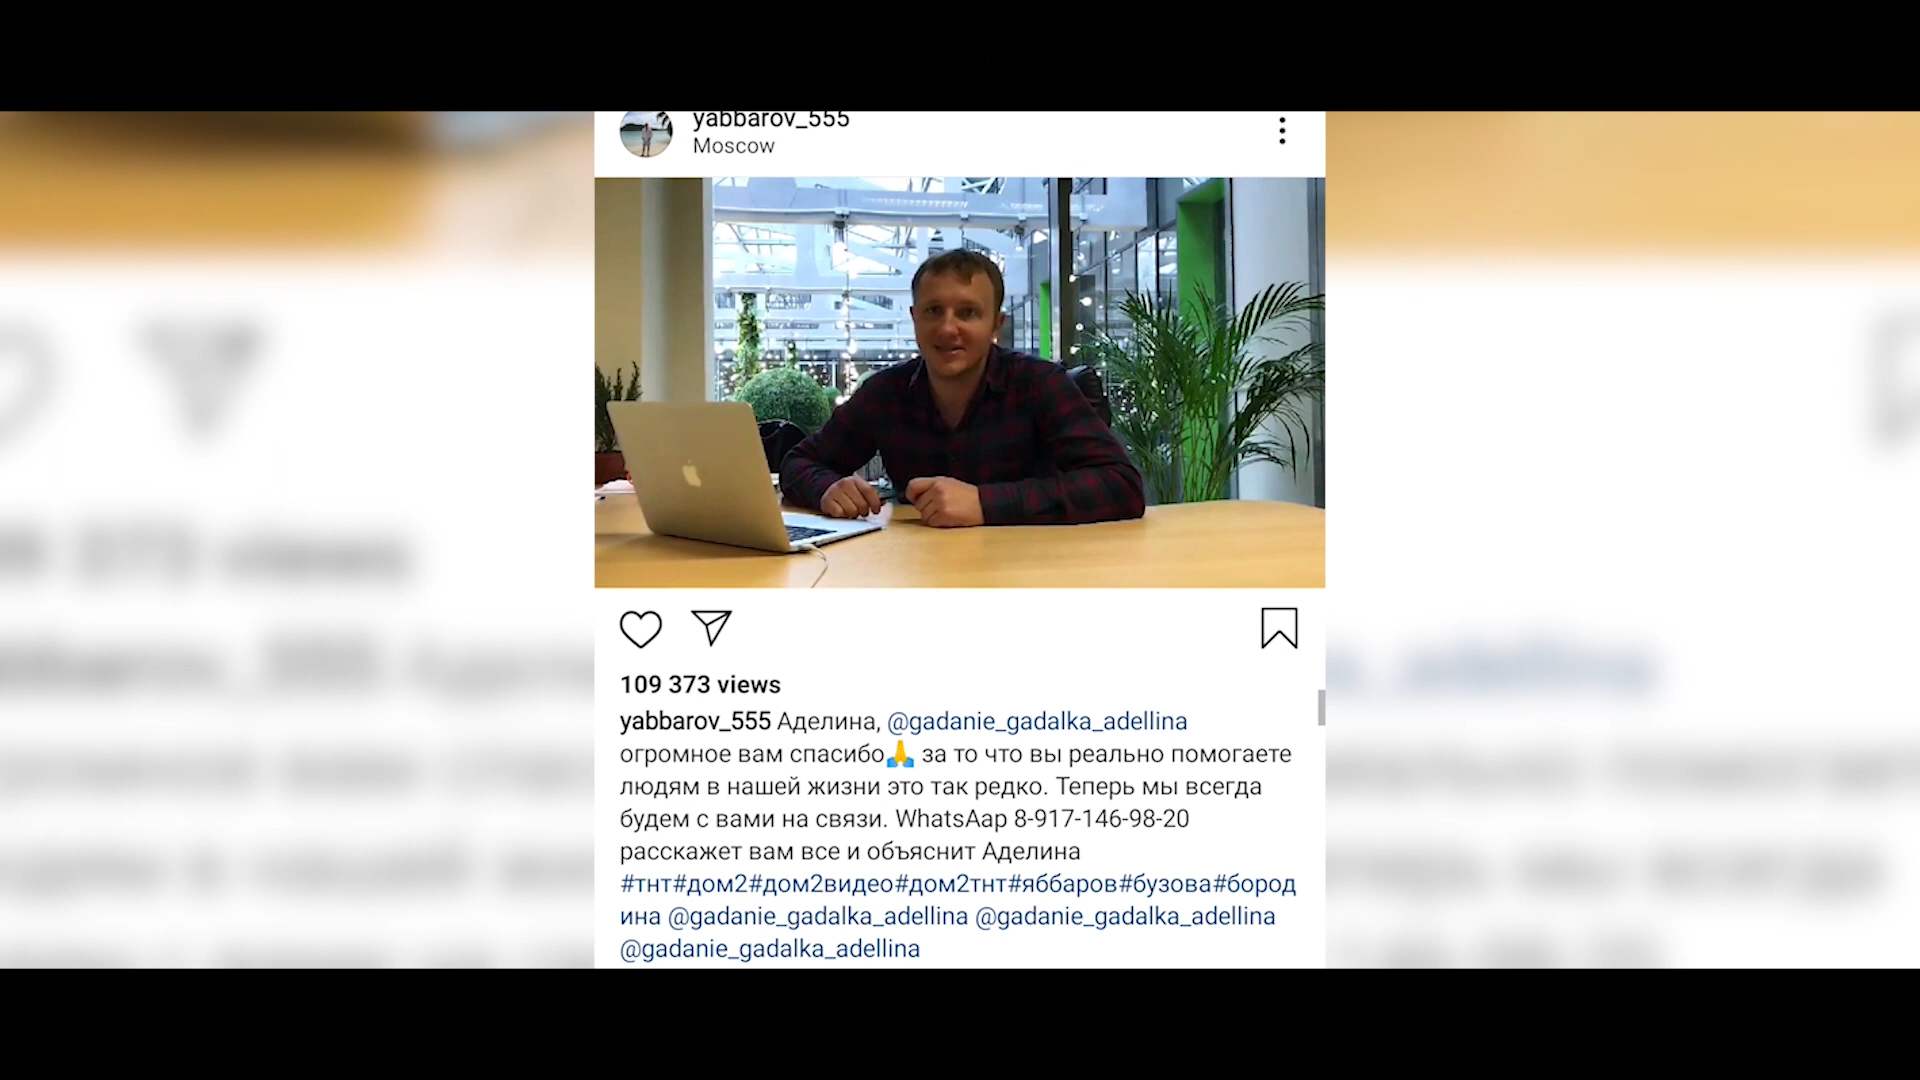 yabbarov_555
Moscow
109 373 views
yabbarov_555 Аделина, @gadanie_gadalka_adellina
огромное вам спасибо🙏 за то что вы реально помогаете
людям в нашей жизни это так редко. Теперь мы всегда
будем с вами на связи. WhatsAap 8-917-146-98-20
расскажет вам все и объяснит Аделина
#тнт#дом2#дом2видео#дом2тнт#яббаров#бузова#бород
ина @gadanie_gadalka_adellina @gadanie_gadalka_adellina
@gadanie_gadalka_adellina